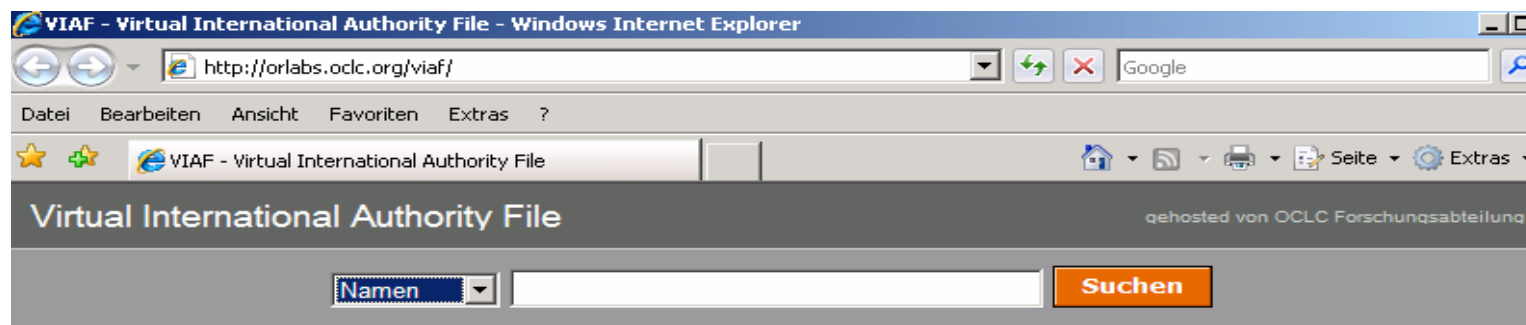 VIAF - Virtual International Authority File - Windows Internet Explorer
http://orlabs.oclc.org/viaf/ Google
Datei Bearbeiten Ansicht Favoriten Extras ?
VIAF - Virtual International Authority File Seite Extras
Virtual International Authority File gehosted von OCLC Forschungsabteilung
Namen Suchen